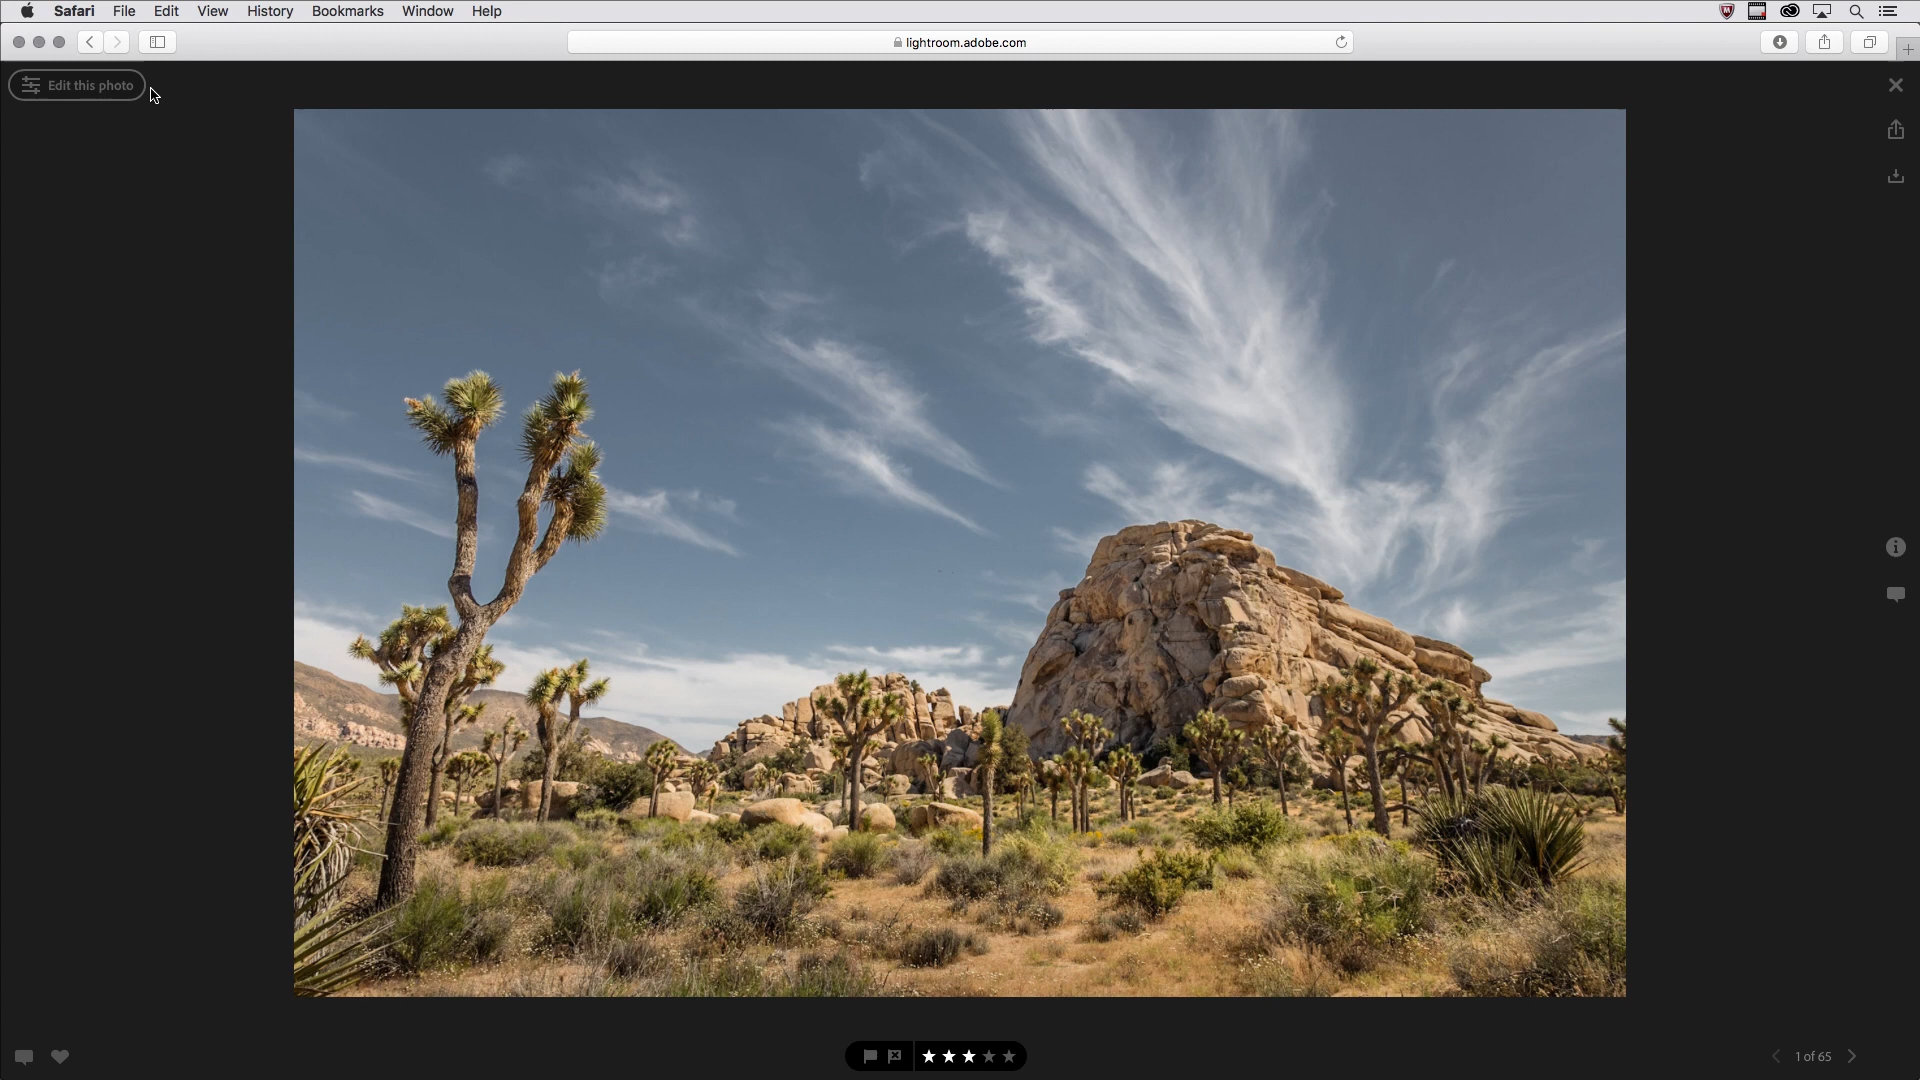 Safari File Edit View History Bookmarks Window Help
lightroom.adobe.com
Edit this photo
1 of 65